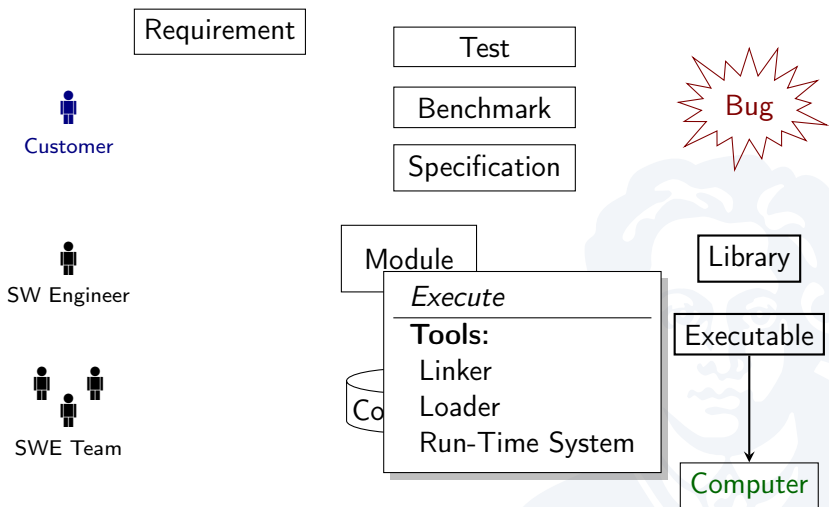 Requirement
Test
Benchmark
Bug
Customer
Specification
Module
Library
SW Engineer
Execute
Tools:
Executable
Linker
Loader
Co
Run-Time System
SWE Team
Computer